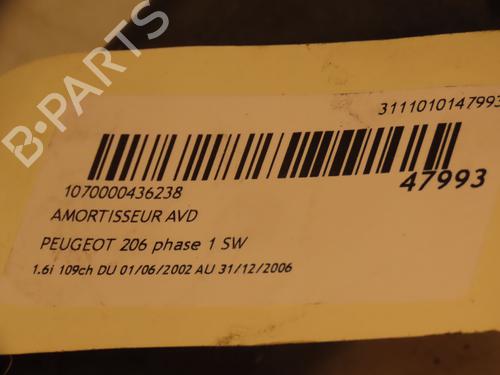 3111010147993
47993
1070000436238
AMORTISSEUR AVD
PEUGEOT 206 phase 1 SW
1.6i 109ch DU 01/06/2002 AU 31/12/2006
B-PARTS